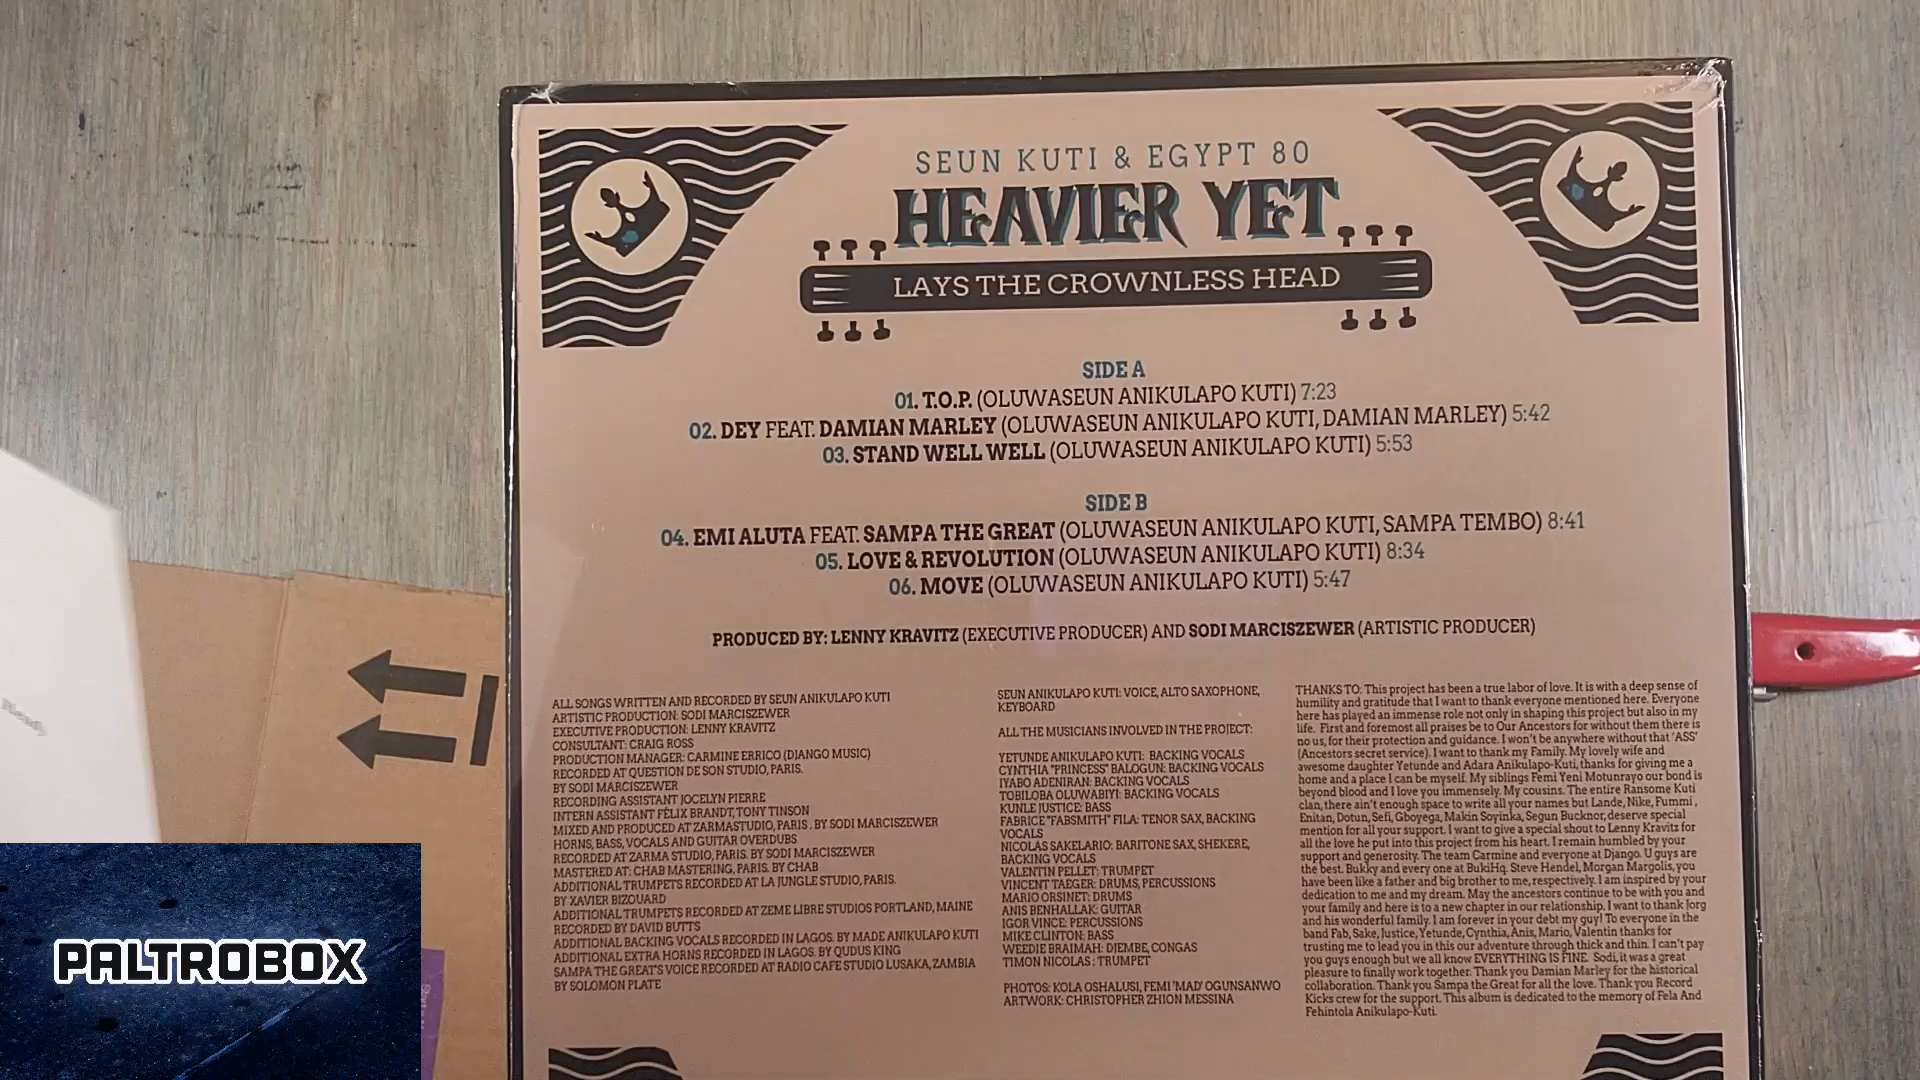 SEUN KUTI & EGYPT 80
HEAVIER YET
LAYS THE CROWNLESS HEAD
SIDE A
01. T.O.P. (OLUWASEUN ANIKULAPO KUTI) 7:23
02. DEY FEAT. DAMIAN MARLEY (OLUWASEUN ANIKULAPO KUTI, DAMIAN MARLEY) 5:42
03. STAND WELL WELL (OLUWASEUN ANIKULAPO KUTI) 5:53
SIDE B
04. EMI ALUTA FEAT. SAMPA THE GREAT (OLUWASEUN ANIKULAPO KUTI, SAMPA TEMBO) 8:41
05. LOVE & REVOLUTION (OLUWASEUN ANIKULAPO KUTI) 8:34
06. MOVE (OLUWASEUN ANIKULAPO KUTI) 5:47
PRODUCED BY: LENNY KRAVITZ (EXECUTIVE PRODUCER) AND SODI MARCISZEWER (ARTISTIC PRODUCER)
ALL SONGS WRITTEN AND RECORDED BY SEUN ANIKULAPO KUTI
ARTISTIC PRODUCTION: SODI MARCISZEWER
EXECUTIVE PRODUCTION: LENNY KRAVITZ
CONSULTANT: CRAIG ROSS
PRODUCTION MANAGER: CARMINE ERRICO (DJANGO MUSIC)
RECORDED AT QUESTION DE SON STUDIO, PARIS.
BY SODI MARCISZEWER
RECORDING ASSISTANT JOCELYN PIERRE
INTERN ASSISTANT FÉLIX BRANDT, TONY TINSON
MIXED AND PRODUCED AT ZARMASTUDIO, PARIS . BY SODI MARCISZEWER
HORNS, BASS, VOCALS AND GUITAR OVERDUBS
RECORDED AT ZARMA STUDIO, PARIS. BY SODI MARCISZEWER
MASTERED AT: CHAB MASTERING, PARIS. BY CHAB
ADDITIONAL TRUMPETS RECORDED AT LA JUNGLE STUDIO, PARIS.
BY XAVIER BIZOUARD
ADDITIONAL TRUMPETS RECORDED AT ZEME LIBRE STUDIOS PORTLAND, MAINE
RECORDED BY DAVID BUTTS
ADDITIONAL BACKING VOCALS RECORDED IN LAGOS. BY MADE ANIKULAPO KUTI
ADDITIONAL EXTRA HORNS RECORDED IN LAGOS. BY QUDUS KING
SAMPA THE GREAT'S VOICE RECORDED AT RADIO CAFE STUDIO LUSAKA, ZAMBIA
BY SOLOMON PLATE
SEUN ANIKULAPO KUTI: VOICE, ALTO SAXOPHONE,
KEYBOARD
ALL THE MUSICIANS INVOLVED IN THE PROJECT:
YETUNDE ANIKULAPO KUTI: BACKING VOCALS
CYNTHIA "PRINCESS" BALOGUN: BACKING VOCALS
IYABO ADENIRAN: BACKING VOCALS
TOBILOBA OLUWABIYI: BACKING VOCALS
KUNLE JUSTICE: BASS
FABRICE "FABSMITH" FILA: TENOR SAX, BACKING
VOCALS
NICOLAS SAKELARIO: BARITONE SAX, SHEKERE,
BACKING VOCALS
VALENTIN PELLET: TRUMPET
VINCENT TAEGER: DRUMS, PERCUSSIONS
MARIO ORSINET: DRUMS
ANIS BENHALLAK: GUITAR
IGOR VINCE: PERCUSSIONS
MIKE CLINTON: BASS
WEEDIE BRAIMAH: DJEMBE, CONGAS
TIMON NICOLAS : TRUMPET
PHOTOS: KOLA OSHALUSI, FEMI 'MAD' OGUNSANWO
ARTWORK: CHRISTOPHER ZHION MESSINA
THANKS TO: This project has been a true labor of love. It is with a deep sense of
humility and gratitude that I want to thank everyone mentioned here. Everyone
here has played an immense role not only in shaping this project but also in my
life. First and foremost all praises be to Our Ancestors for without them there is
no us, for their protection and guidance. I won't be anywhere without that 'ASS'
(Ancestors secret service). I want to thank my Family. My lovely wife and
awesome daughter Yetunde and Adara Anikulapo-Kuti, thanks for giving me a
home and a place I can be myself. My siblings Femi Yeni Motunrayo our bond is
beyond blood and I love you immensely. My cousins. The entire Ransome Kuti
clan, there ain't enough space to write all your names but Lande, Nike, Fummi ,
Enitan, Dotun, Sefi, Gboyega, Makin Soyinka, Segun Bucknor, deserve special
mention for all your support. I want to give a special shout to Lenny Kravitz for
all the love he put into this project from his heart. I remain humbled by your
support and generosity. The team Carmine and everyone at Django. U guys are
the best. Bukky and every one at BukiHq. Steve Hendel, Morgan Margolis, you
have been like a father and big brother to me, respectively. I am inspired by your
dedication to me and my dream. May the ancestors continue to be with you and
your family and here is to a new chapter in our relationship. I want to thank Jorg
and his wonderful family. I am forever in your debt my guy! To everyone in the
band Fab, Sake, Justice, Yetunde, Cynthia, Anis, Mario, Valentin thanks for
trusting me to lead you in this our adventure through thick and thin. I can't pay
you guys enough but we all know EVERYTHING IS FINE. Sodi, it was a great
pleasure to finally work together. Thank you Damian Marley for the historical
collaboration. Thank you Sampa the Great for all the love. Thank you Record
Kicks crew for the support. This album is dedicated to the memory of Fela And
Fehintola Anikulapo-Kuti.
PALTROBOX